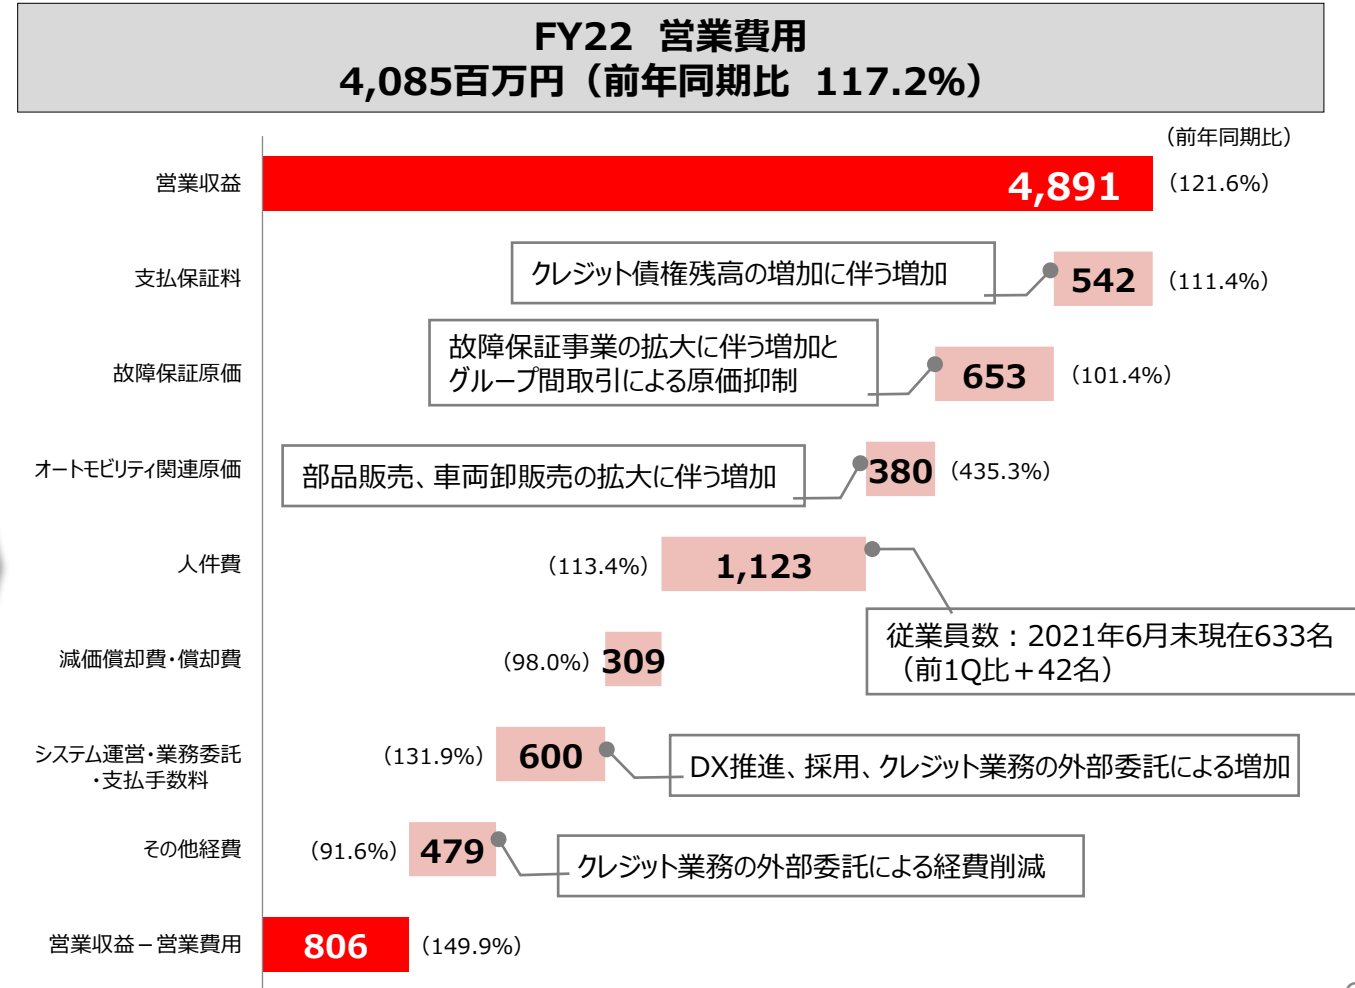 FY22 営業費用
4,085百万円（前年同期比 117.2%）
（前年同期比）
営業収益
4,891
（121.6%）
支払保証料
クレジット債権残高の増加に伴う増加
542
（111.4%）
故障保証原価
故障保証事業の拡大に伴う増加と
グループ間取引による原価抑制
653
（101.4%）
オートモビリティ関連原価
部品販売、車両卸販売の拡大に伴う増加
380
（435.3%）
人件費
（113.4%）
1,123
従業員数：2021年6月末現在633名
（前1Q比＋42名）
減価償却費・償却費
（98.0%）
309
システム運営・業務委託
・支払手数料
（131.9%）
600
DX推進、採用、クレジット業務の外部委託による増加
その他経費
（91.6%）
479
クレジット業務の外部委託による経費削減
営業収益－営業費用
806
（149.9%）